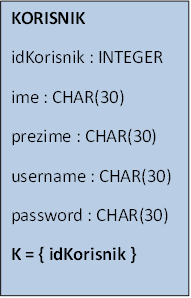 KORISNIK
idKorisnik : INTEGER
ime : CHAR(30)
prezime : CHAR(30)
username : CHAR(30)
password : CHAR(30)
K = { idKorisnik }